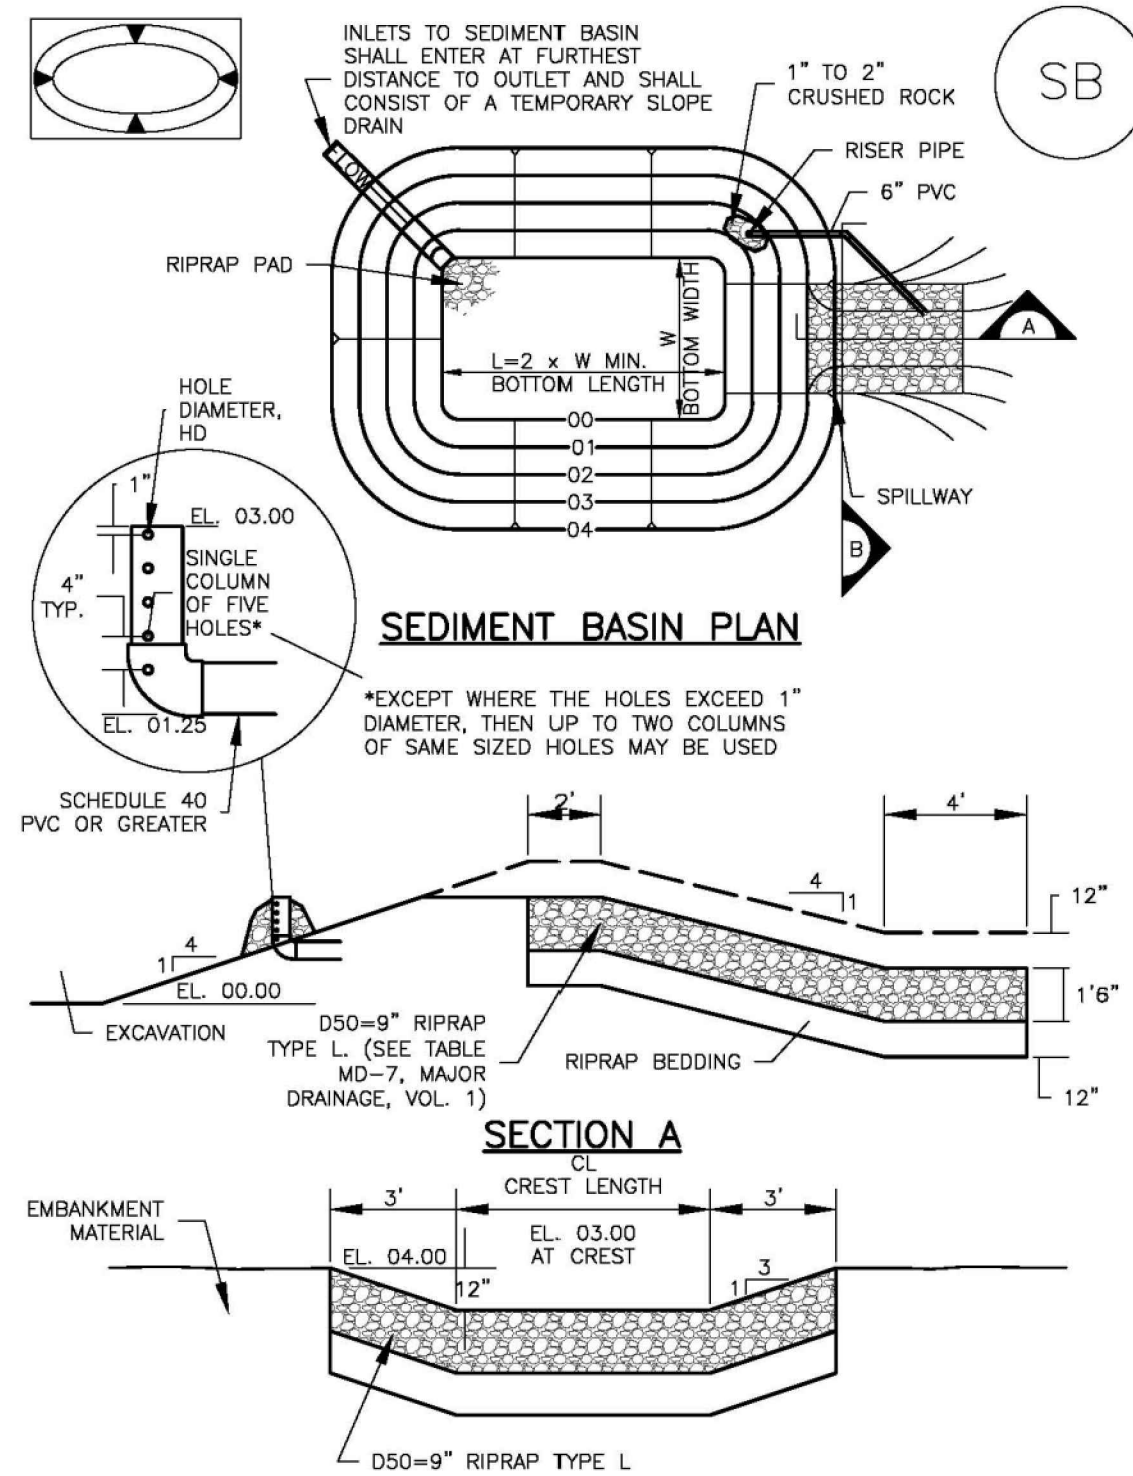 INLETS TO SEDIMENT BASIN
SHALL ENTER AT FURTHEST
DISTANCE TO OUTLET AND SHALL
CONSIST OF A TEMPORARY SLOPE
DRAIN
1" TO 2"
CRUSHED ROCK
SB
RISER PIPE
6" PVC
FLOW
RIPRAP PAD
W
BOTTOM WIDTH
L=2 x W MIN.
BOTTOM LENGTH
A
00
01
02
03
04
SPILLWAY
B
HOLE
DIAMETER,
HD
1"
EL. 03.00
4"
TYP.
SINGLE
COLUMN
OF FIVE
HOLES*
EL. 01.25
SEDIMENT BASIN PLAN
*EXCEPT WHERE THE HOLES EXCEED 1"
DIAMETER, THEN UP TO TWO COLUMNS
OF SAME SIZED HOLES MAY BE USED
SCHEDULE 40
PVC OR GREATER
2'
4'
4
1
12"
4
1
EL. 00.00
EXCAVATION
1'6"
D50=9" RIPRAP
TYPE L. (SEE TABLE
MD-7, MAJOR
DRAINAGE, VOL. 1)
RIPRAP BEDDING
12"
SECTION A
CL
CREST LENGTH
3'
3'
EMBANKMENT
MATERIAL
EL. 04.00
EL. 03.00
AT CREST
12"
3
1
D50=9" RIPRAP TYPE L